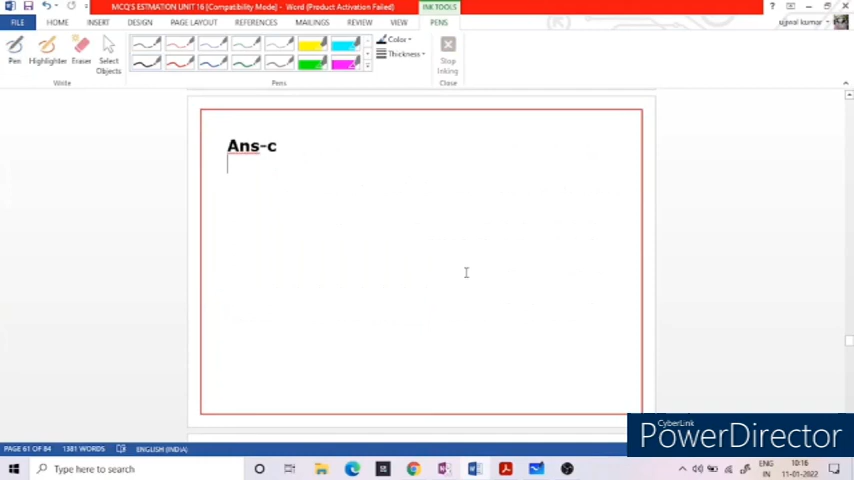 MCQ'S ESTMATION UNIT 16 [Compatibility Mode] - Word (Product Activation Failed)
INK TOOLS
FILE HOME INSERT DESIGN PAGE LAYOUT REFERENCES MAILINGS REVIEW VIEW PENS
ujjwal kumar
Pen
Highlighter
Eraser
Select Objects
Color
Thickness
Stop Inking
Write
Pens
Close
Ans-c
CyberLink
PowerDirector
PAGE 61 OF 84 1381 WORDS ENGLISH (INDIA)
Type here to search
ENG
IN
10:16
11-01-2022